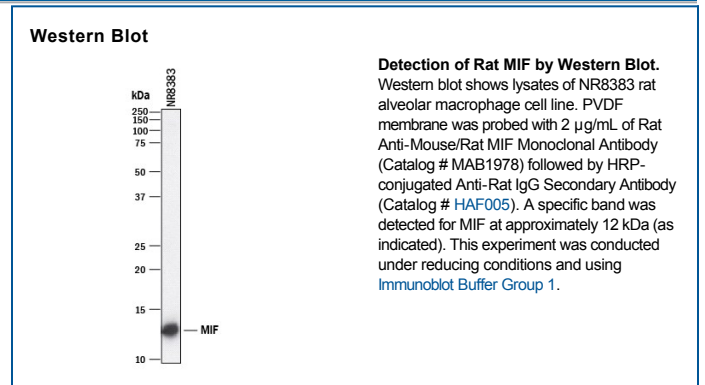 Western Blot
kDa
NR8383
250
150
100
75
50
37
25
20
15
10
MIF
Detection of Rat MIF by Western Blot.
Western blot shows lysates of NR8383 rat
alveolar macrophage cell line. PVDF
membrane was probed with 2 µg/mL of Rat
Anti-Mouse/Rat MIF Monoclonal Antibody
(Catalog # MAB1978) followed by HRP-
conjugated Anti-Rat IgG Secondary Antibody
(Catalog # HAF005). A specific band was
detected for MIF at approximately 12 kDa (as
indicated). This experiment was conducted
under reducing conditions and using
Immunoblot Buffer Group 1.